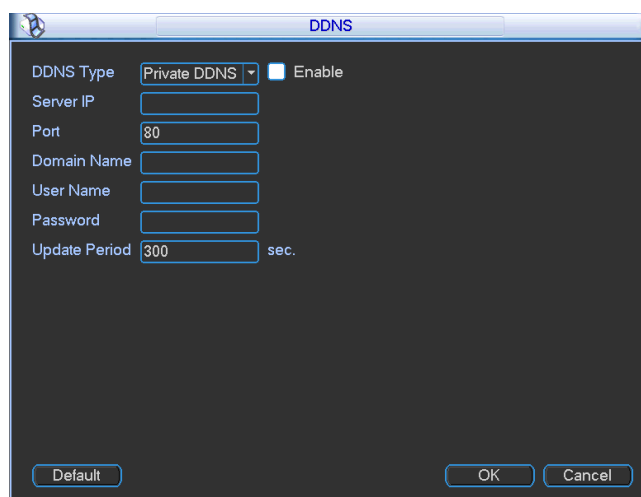 DDNS
DDNS Type Private DDNS Enable
Server IP
Port 80
Domain Name
User Name
Password
Update Period 300 sec.
Default OK Cancel